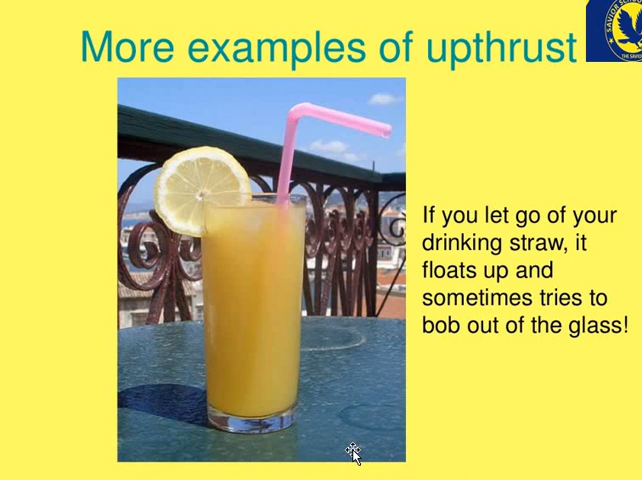 More examples of upthrust
If you let go of your
drinking straw, it
floats up and
sometimes tries to
bob out of the glass!